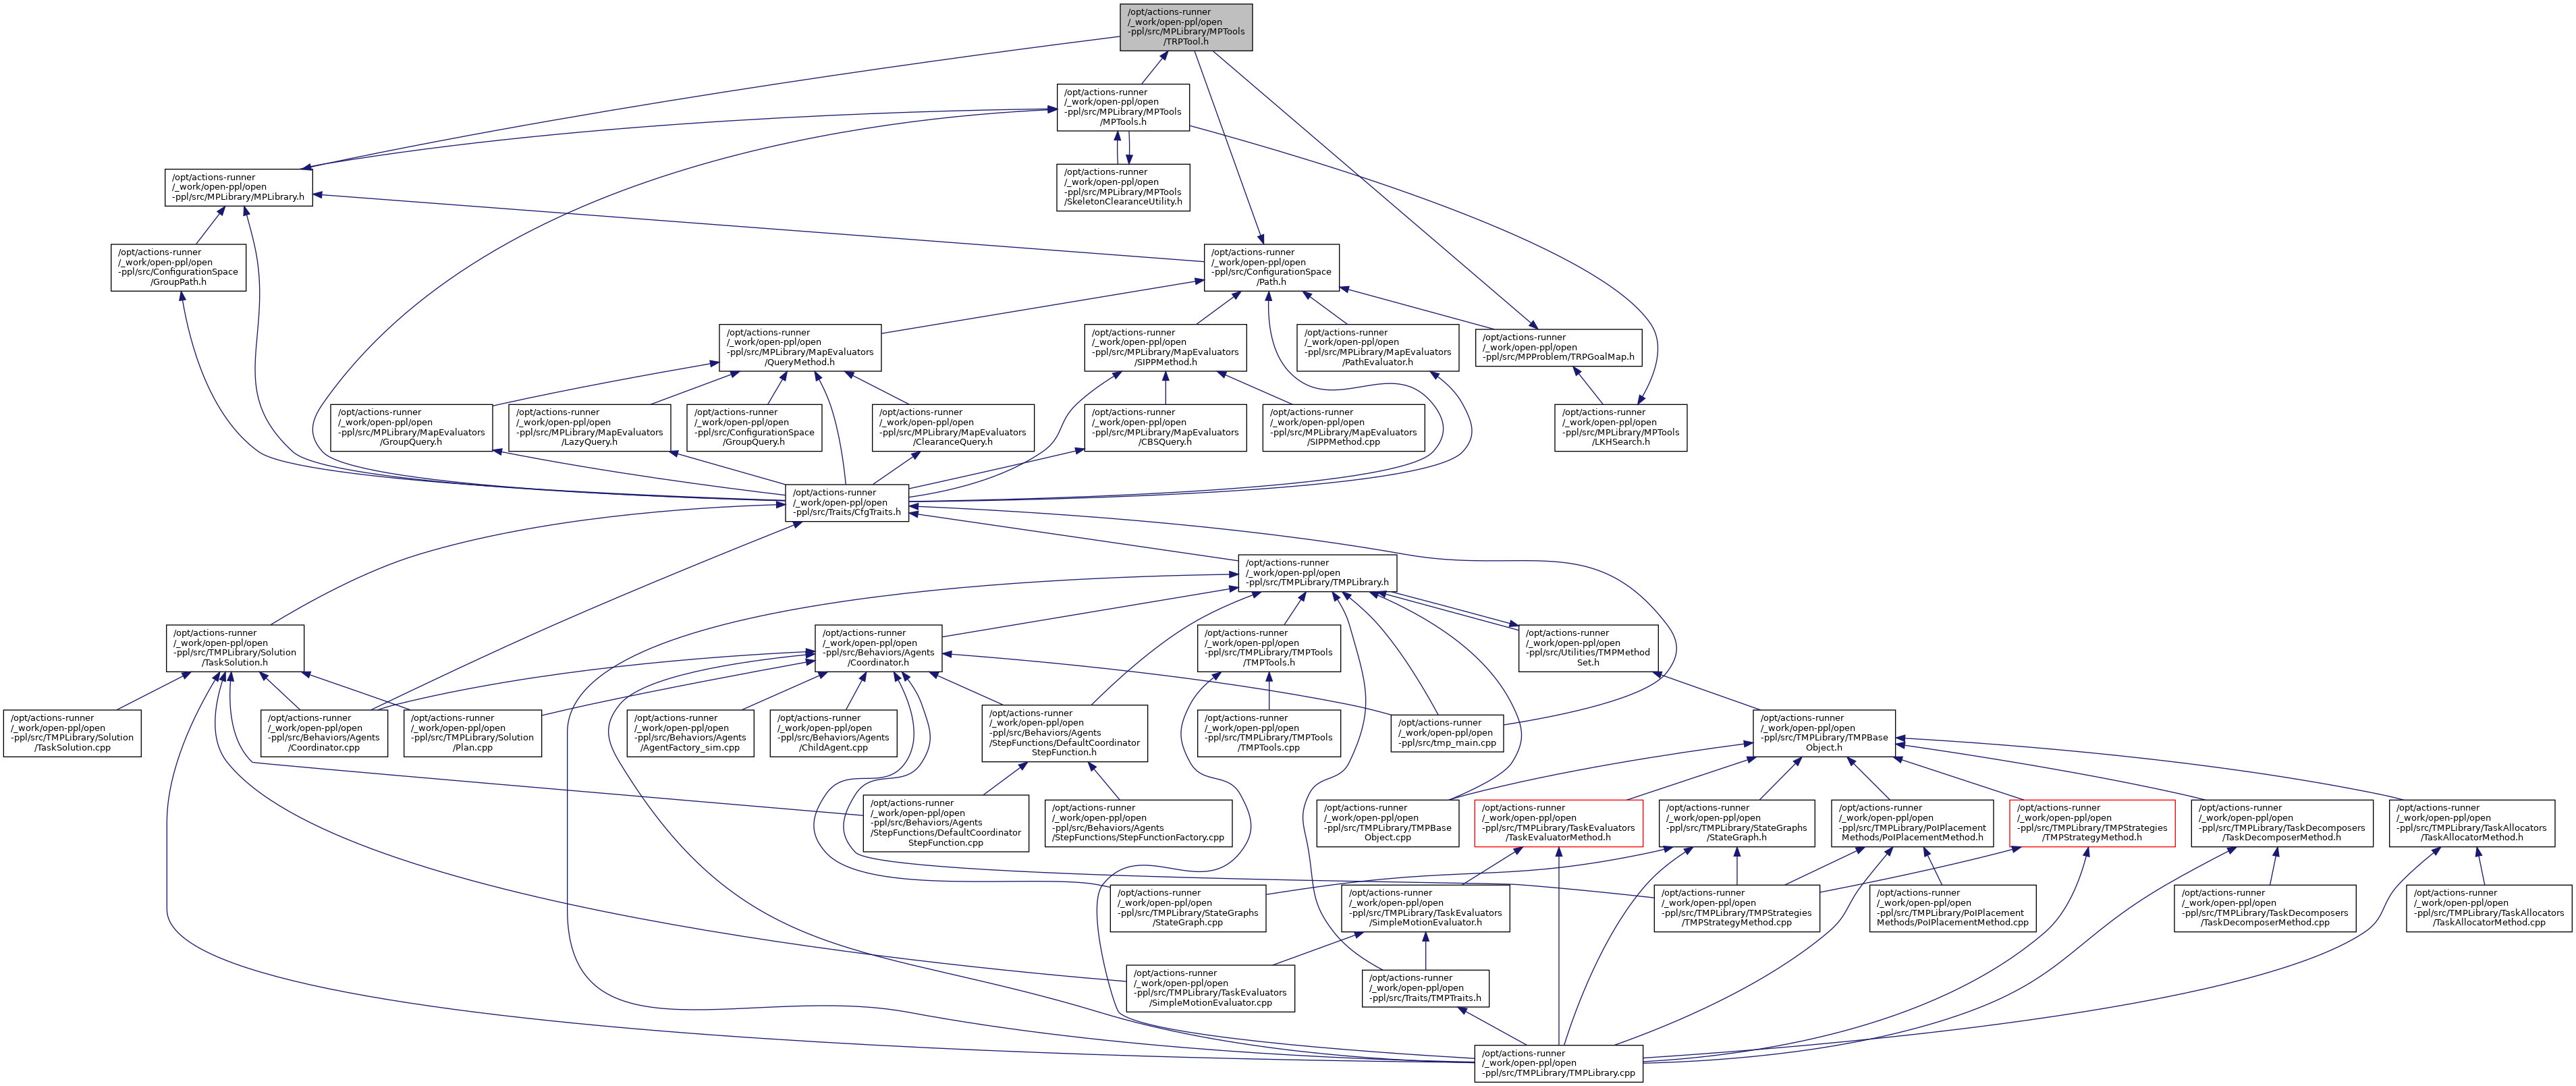 /opt/actions-runner
/_work/open-ppl/open
-ppl/src/MPLibrary/MPTools
/TRPTool.h
/opt/actions-runner
/_work/open-ppl/open
-ppl/src/MPLibrary/MPTools
/MPTools.h
/opt/actions-runner
/_work/open-ppl/open
-ppl/src/MPLibrary/MPLibrary.h
/opt/actions-runner
/_work/open-ppl/open
-ppl/src/MPLibrary/MPTools
/SkeletonClearanceUtility.h
/opt/actions-runner
/_work/open-ppl/open
-ppl/src/ConfigurationSpace
/GroupPath.h
/opt/actions-runner
/_work/open-ppl/open
-ppl/src/ConfigurationSpace
/Path.h
/opt/actions-runner
/_work/open-ppl/open
-ppl/src/MPLibrary/MapEvaluators
/QueryMethod.h
/opt/actions-runner
/_work/open-ppl/open
-ppl/src/MPLibrary/MapEvaluators
/SIPPMethod.h
/opt/actions-runner
/_work/open-ppl/open
-ppl/src/MPLibrary/MapEvaluators
/PathEvaluator.h
/opt/actions-runner
/_work/open-ppl/open
-ppl/src/MPProblem/TRPGoalMap.h
/opt/actions-runner
/_work/open-ppl/open
-ppl/src/MPLibrary/MapEvaluators
/GroupQuery.h
/opt/actions-runner
/_work/open-ppl/open
-ppl/src/MPLibrary/MapEvaluators
/LazyQuery.h
/opt/actions-runner
/_work/open-ppl/open
-ppl/src/ConfigurationSpace
/GroupQuery.h
/opt/actions-runner
/_work/open-ppl/open
-ppl/src/MPLibrary/MapEvaluators
/ClearanceQuery.h
/opt/actions-runner
/_work/open-ppl/open
-ppl/src/MPLibrary/MapEvaluators
/CBSQuery.h
/opt/actions-runner
/_work/open-ppl/open
-ppl/src/MPLibrary/MapEvaluators
/SIPPMethod.cpp
/opt/actions-runner
/_work/open-ppl/open
-ppl/src/MPLibrary/MPTools
/LKHSearch.h
/opt/actions-runner
/_work/open-ppl/open
-ppl/src/Traits/CfgTraits.h
/opt/actions-runner
/_work/open-ppl/open
-ppl/src/TMPLibrary/TMPLibrary.h
/opt/actions-runner
/_work/open-ppl/open
-ppl/src/TMPLibrary/Solution
/TaskSolution.h
/opt/actions-runner
/_work/open-ppl/open
-ppl/src/Behaviors/Agents
/Coordinator.h
/opt/actions-runner
/_work/open-ppl/open
-ppl/src/TMPLibrary/TMPTools
/TMPTools.h
/opt/actions-runner
/_work/open-ppl/open
-ppl/src/Utilities/TMPMethod
Set.h
/opt/actions-runner
/_work/open-ppl/open
-ppl/src/TMPLibrary/Solution
/TaskSolution.cpp
/opt/actions-runner
/_work/open-ppl/open
-ppl/src/Behaviors/Agents
/Coordinator.cpp
/opt/actions-runner
/_work/open-ppl/open
-ppl/src/TMPLibrary/Solution
/Plan.cpp
/opt/actions-runner
/_work/open-ppl/open
-ppl/src/Behaviors/Agents
/AgentFactory_sim.cpp
/opt/actions-runner
/_work/open-ppl/open
-ppl/src/Behaviors/Agents
/ChildAgent.cpp
/opt/actions-runner
/_work/open-ppl/open
-ppl/src/Behaviors/Agents
/StepFunctions/DefaultCoordinator
StepFunction.h
/opt/actions-runner
/_work/open-ppl/open
-ppl/src/TMPLibrary/TMPTools
/TMPTools.cpp
/opt/actions-runner
/_work/open-ppl/open
-ppl/src/tmp_main.cpp
/opt/actions-runner
/_work/open-ppl/open
-ppl/src/TMPLibrary/TMPBase
Object.h
/opt/actions-runner
/_work/open-ppl/open
-ppl/src/Behaviors/Agents
/StepFunctions/DefaultCoordinator
StepFunction.cpp
/opt/actions-runner
/_work/open-ppl/open
-ppl/src/Behaviors/Agents
/StepFunctions/StepFunctionFactory.cpp
/opt/actions-runner
/_work/open-ppl/open
-ppl/src/TMPLibrary/TMPBase
Object.cpp
/opt/actions-runner
/_work/open-ppl/open
-ppl/src/TMPLibrary/TaskEvaluators
/TaskEvaluatorMethod.h
/opt/actions-runner
/_work/open-ppl/open
-ppl/src/TMPLibrary/StateGraphs
/StateGraph.h
/opt/actions-runner
/_work/open-ppl/open
-ppl/src/TMPLibrary/PoIPlacement
Methods/PoIPlacementMethod.h
/opt/actions-runner
/_work/open-ppl/open
-ppl/src/TMPLibrary/TMPStrategies
/TMPStrategyMethod.h
/opt/actions-runner
/_work/open-ppl/open
-ppl/src/TMPLibrary/TaskDecomposers
/TaskDecomposerMethod.h
/opt/actions-runner
/_work/open-ppl/open
-ppl/src/TMPLibrary/TaskAllocators
/TaskAllocatorMethod.h
/opt/actions-runner
/_work/open-ppl/open
-ppl/src/TMPLibrary/StateGraphs
/StateGraph.cpp
/opt/actions-runner
/_work/open-ppl/open
-ppl/src/TMPLibrary/TaskEvaluators
/SimpleMotionEvaluator.h
/opt/actions-runner
/_work/open-ppl/open
-ppl/src/TMPLibrary/TMPStrategies
/TMPStrategyMethod.cpp
/opt/actions-runner
/_work/open-ppl/open
-ppl/src/TMPLibrary/PoIPlacement
Methods/PoIPlacementMethod.cpp
/opt/actions-runner
/_work/open-ppl/open
-ppl/src/TMPLibrary/TaskDecomposers
/TaskDecomposerMethod.cpp
/opt/actions-runner
/_work/open-ppl/open
-ppl/src/TMPLibrary/TaskAllocators
/TaskAllocatorMethod.cpp
/opt/actions-runner
/_work/open-ppl/open
-ppl/src/TMPLibrary/TaskEvaluators
/SimpleMotionEvaluator.cpp
/opt/actions-runner
/_work/open-ppl/open
-ppl/src/Traits/TMPTraits.h
/opt/actions-runner
/_work/open-ppl/open
-ppl/src/TMPLibrary/TMPLibrary.cpp